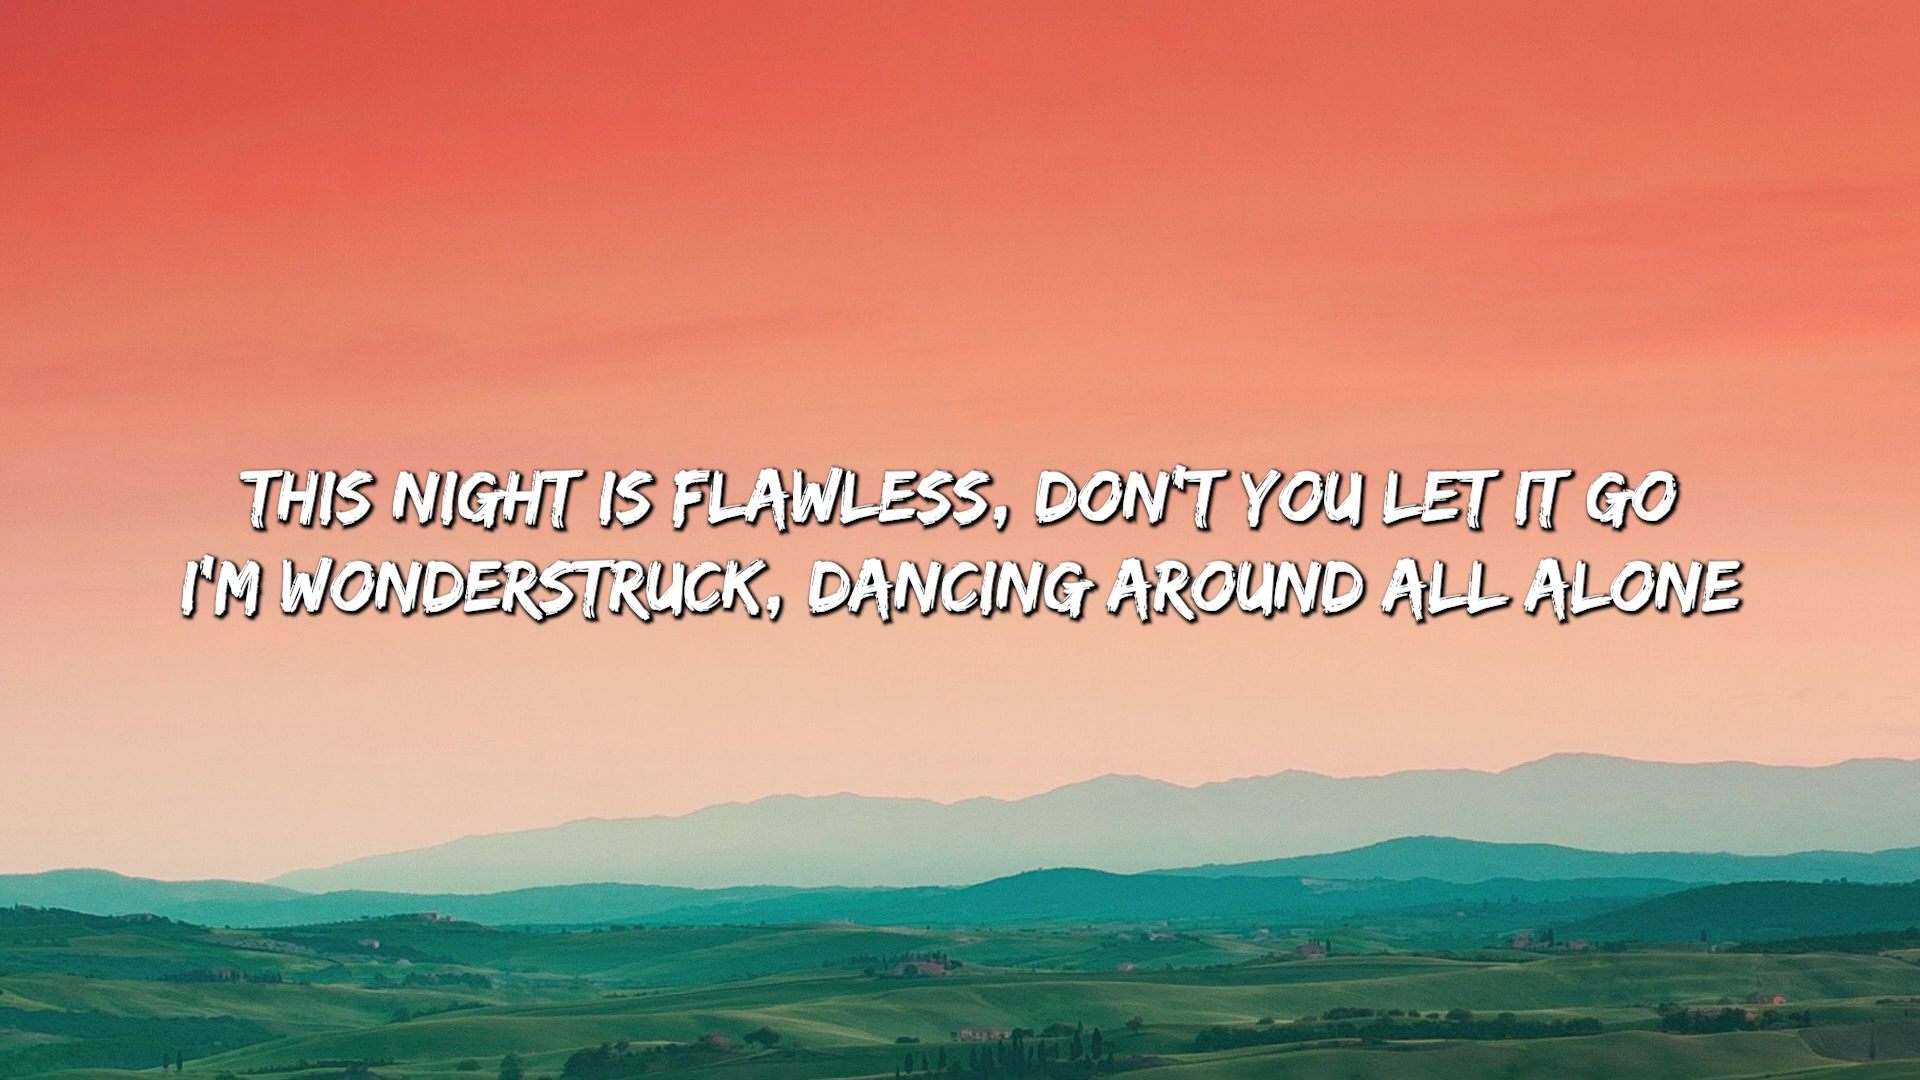 THIS NIGHT IS FLAWLESS, DON'T YOU LET IT GO
I'M WONDERSTRUCK, DANCING AROUND ALL ALONE